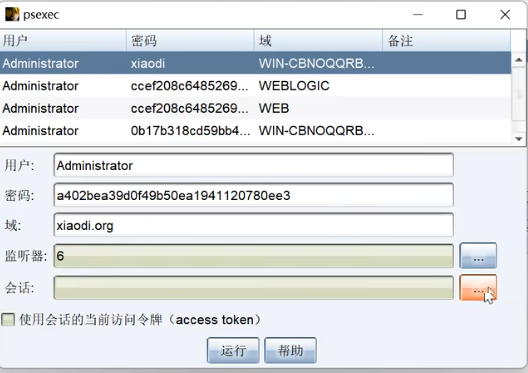 psexec
用户 密码 域 备注
Administrator xiaodi WIN-CBNOQQRB...
Administrator ccef208c6485269... WEBLOGIC
Administrator ccef208c6485269... WEB
Administrator 0b17b318cd59bb4... WIN-CBNOQQRB...
用户: Administrator
密码: a402bea39d0f49b50ea1941120780ee3
域: xiaodi.org
监听器: 6 ...
会话: ...
使用会话的当前访问令牌（access token）
运行 帮助